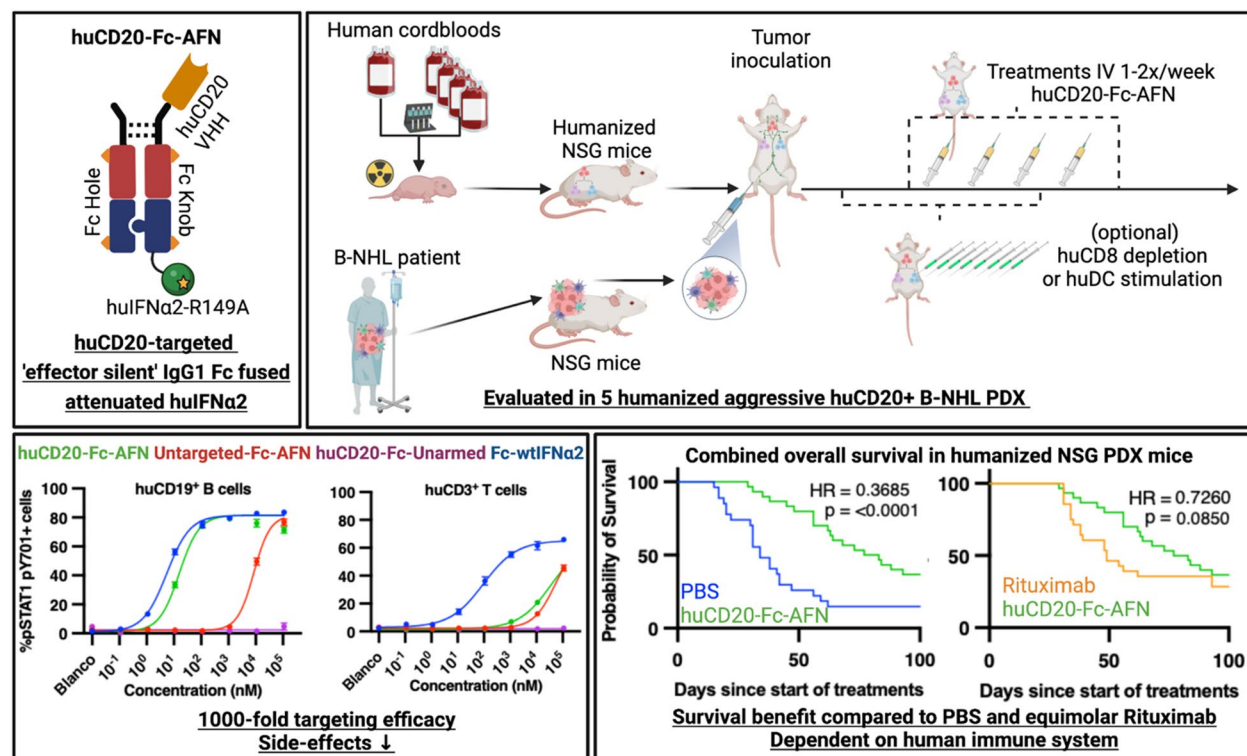 huCD20-Fc-AFN
huCD20
VHH
Fc Hole
Fc Knob
huIFNα2-R149A
huCD20-targeted
'effector silent' IgG1 Fc fused
attenuated huIFNα2
Human cordbloods
Humanized
NSG mice
Tumor
inoculation
Treatments IV 1-2x/week
huCD20-Fc-AFN
(optional)
huCD8 depletion
or huDC stimulation
B-NHL patient
NSG mice
Evaluated in 5 humanized aggressive huCD20+ B-NHL PDX
huCD20-Fc-AFN Untargeted-Fc-AFN huCD20-Fc-Unarmed Fc-wtIFNα2
huCD19⁺ B cells
%pSTAT1 pY701+ cells
100
80
60
40
20
0
Blanco 10⁻¹ 10⁰ 10¹ 10² 10³ 10⁴ 10⁵
Concentration (nM)
huCD3⁺ T cells
100
80
60
40
20
0
Blanco 10⁻¹ 10⁰ 10¹ 10² 10³ 10⁴ 10⁵
Concentration (nM)
1000-fold targeting efficacy
Side-effects ↓
Combined overall survival in humanized NSG PDX mice
Probability of Survival
100
50
0
HR = 0.3685
p = <0.0001
PBS
huCD20-Fc-AFN
0 50 100
Days since start of treatments
100
50
0
HR = 0.7260
p = 0.0850
Rituximab
huCD20-Fc-AFN
0 50 100
Days since start of treatments
Survival benefit compared to PBS and equimolar Rituximab
Dependent on human immune system